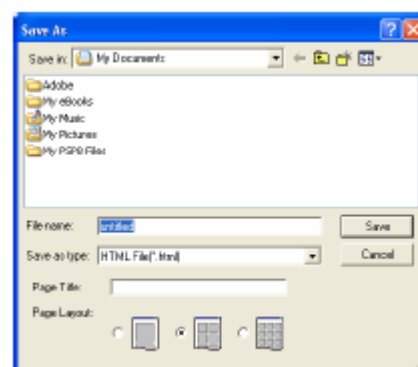 Save As
Save in: My Documents
Adobe
My eBooks
My Music
My Pictures
My PSP8 Files
File name: untitled Save
Save as type: HTML File(*.html) Cancel
Page Title:
Page Layout: